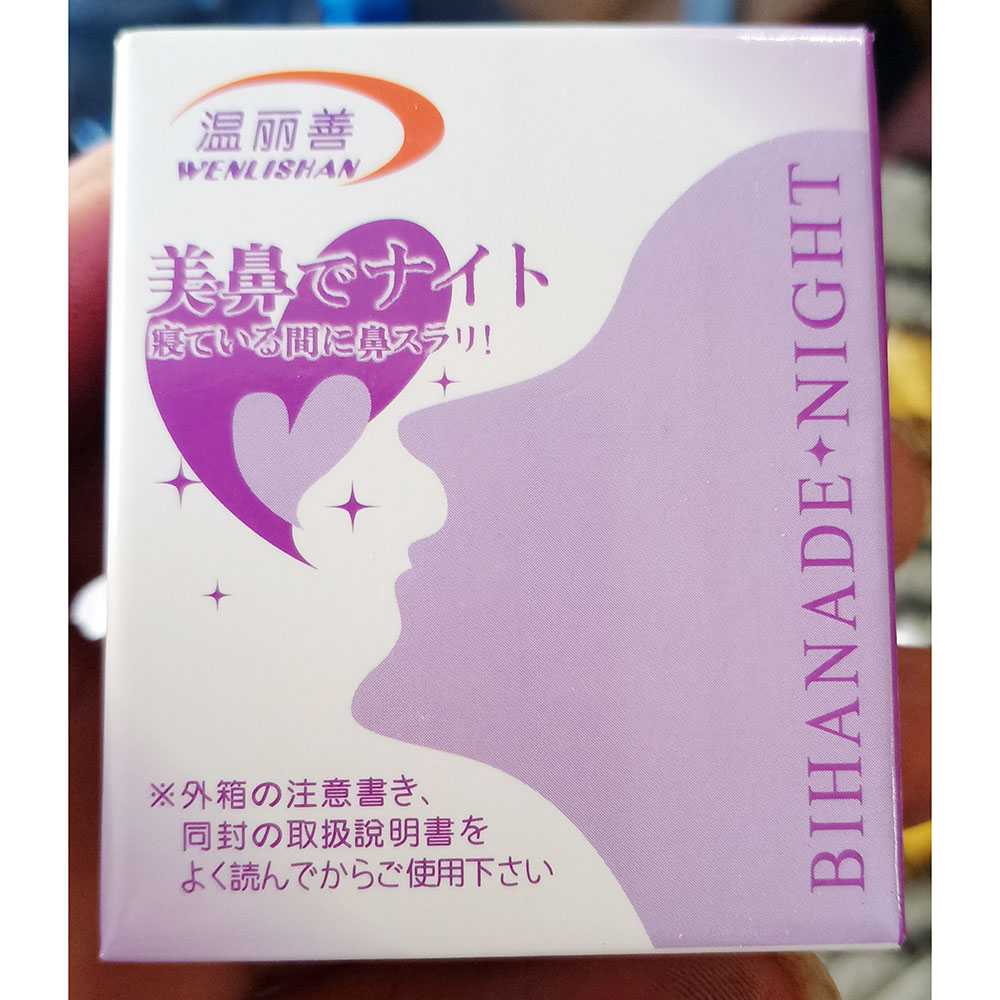 温丽善
WENLISHAN
美鼻でナイト
寝ている間に鼻スラリ!
BIHANADE✦NIGHT
※外箱の注意書き、
同封の取扱説明書を
よく読んでからご使用下さい